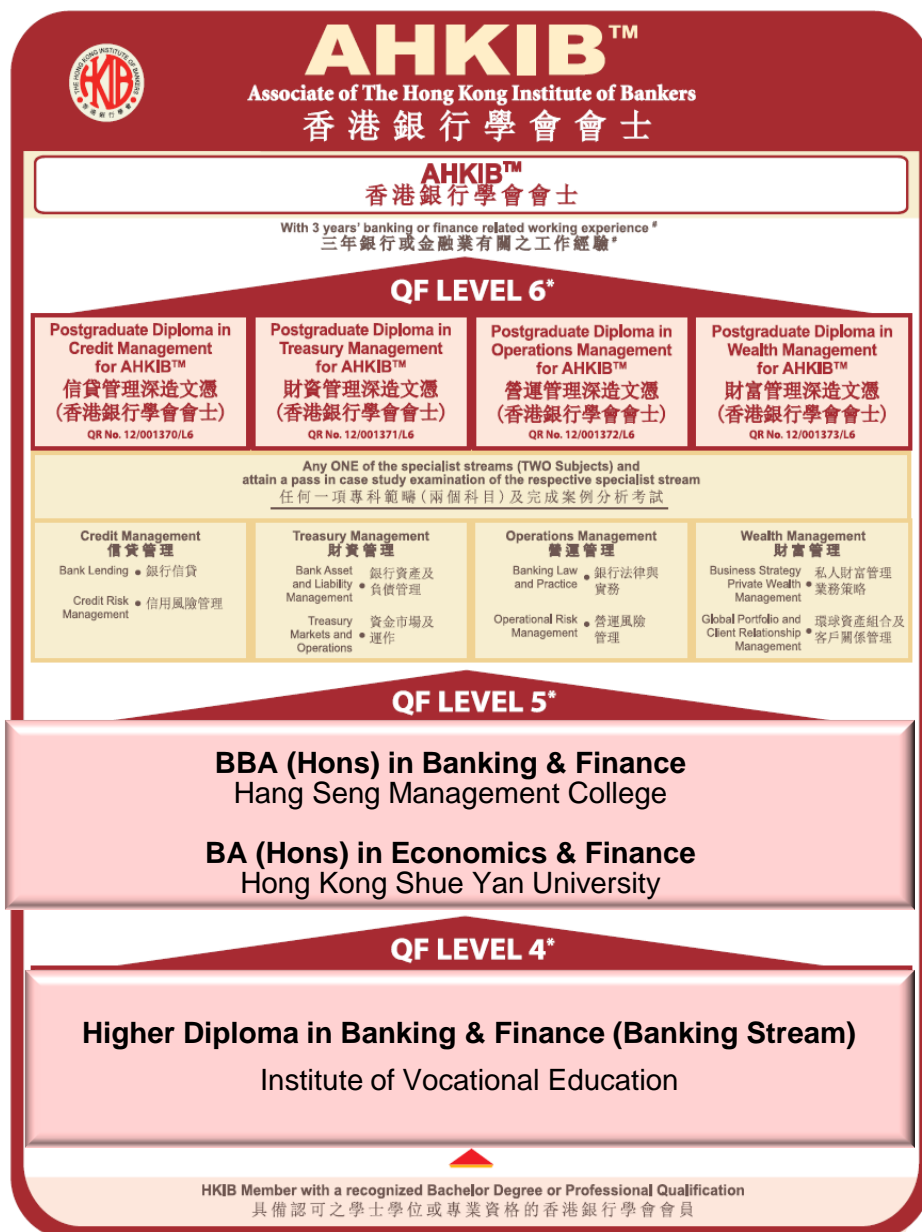 AHKIB™
Associate of The Hong Kong Institute of Bankers
香港銀行學會會士
THE HONG KONG INSTITUTE OF BANKERS
HKIB
香港銀行學會
AHKIB™
香港銀行學會會士
With 3 years' banking or finance related working experience #
三年銀行或金融業有關之工作經驗#
QF LEVEL 6*
Postgraduate Diploma in
Credit Management
for AHKIB™
信貸管理深造文憑
(香港銀行學會會士)
QR No. 12/001370/L6
Postgraduate Diploma in
Treasury Management
for AHKIB™
財資管理深造文憑
(香港銀行學會會士)
QR No. 12/001371/L6
Postgraduate Diploma in
Operations Management
for AHKIB™
營運管理深造文憑
(香港銀行學會會士)
QR No. 12/001372/L6
Postgraduate Diploma in
Wealth Management
for AHKIB™
財富管理深造文憑
(香港銀行學會會士)
QR No. 12/001373/L6
Any ONE of the specialist streams (TWO Subjects) and
attain a pass in case study examination of the respective specialist stream
任何一項專科範疇(兩個科目)及完成案例分析考試
Credit Management
信貸管理
Bank Lending • 銀行信貸
Credit Risk
Management • 信用風險管理
Treasury Management
財資管理
Bank Asset
and Liability
Management
• 銀行資產及
負債管理
Treasury
Markets and
Operations
• 資金市場及
運作
Operations Management
營運管理
Banking Law
and Practice
• 銀行法律與
實務
Operational Risk
Management
• 營運風險
管理
Wealth Management
財富管理
Business Strategy
Private Wealth
Management
• 私人財富管理
業務策略
Global Portfolio and
Client Relationship
Management
• 環球資產組合及
客戶關係管理
QF LEVEL 5*
BBA (Hons) in Banking & Finance
Hang Seng Management College
BA (Hons) in Economics & Finance
Hong Kong Shue Yan University
QF LEVEL 4*
Higher Diploma in Banking & Finance (Banking Stream)
Institute of Vocational Education
HKIB Member with a recognized Bachelor Degree or Professional Qualification
具備認可之學士學位或專業資格的香港銀行學會會員